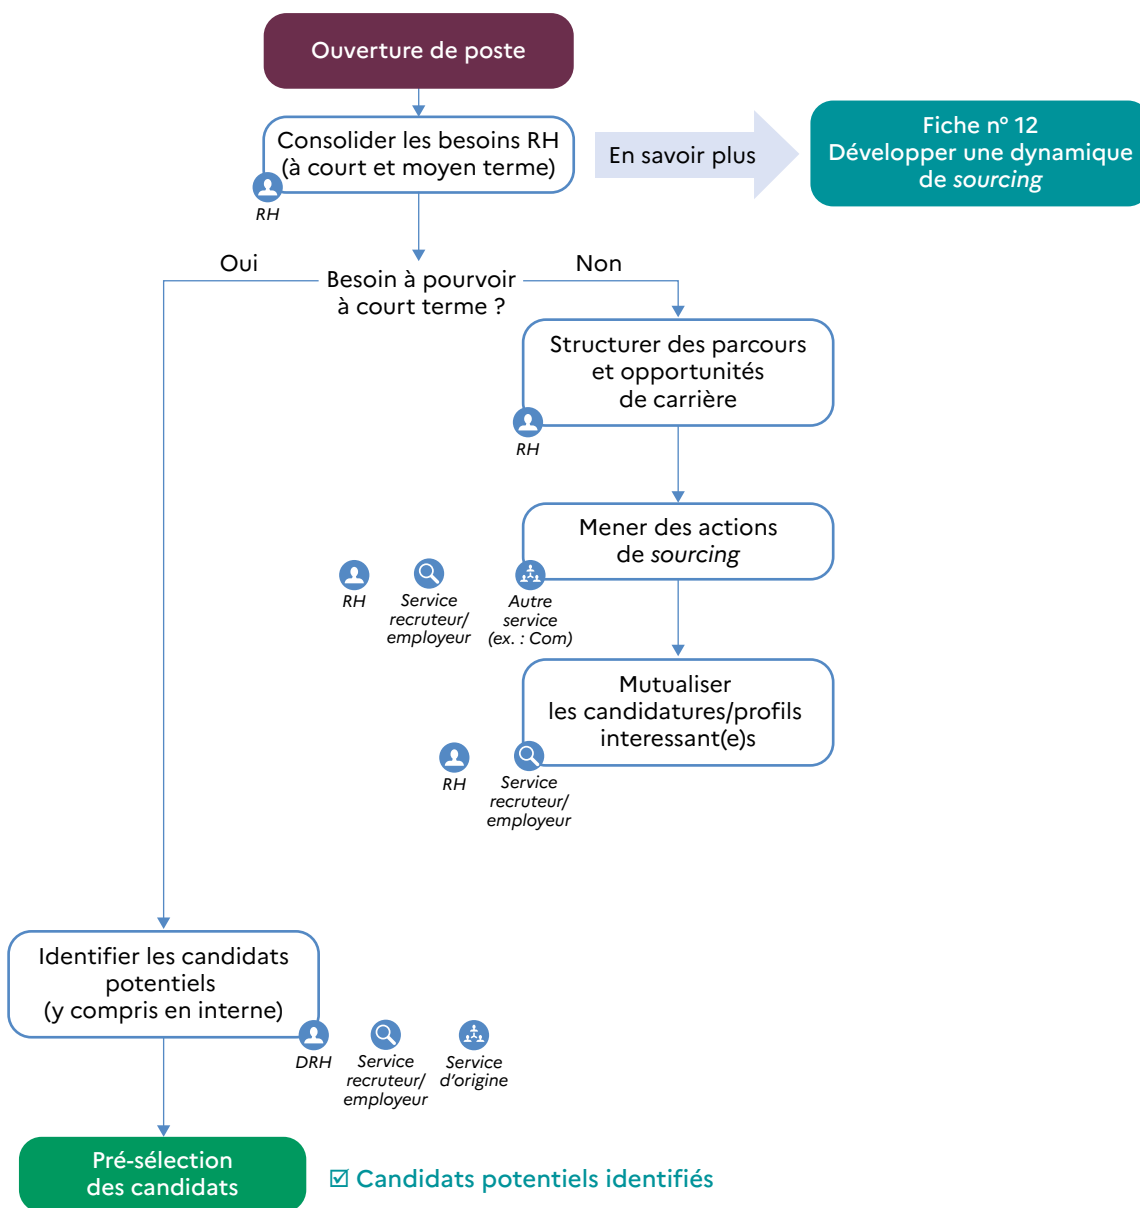 Ouverture de poste
Consolider les besoins RH
(à court et moyen terme)
RH
En savoir plus
Fiche nº 12
Développer une dynamique
de sourcing
Oui
Besoin à pourvoir
à court terme ?
Non
Structurer des parcours
et opportunités
de carrière
RH
Mener des actions
de sourcing
RH
Service
recruteur/
employeur
Autre
service
(ex. : Com)
Mutualiser
les candidatures/profils
interessant(e)s
RH
Service
recruteur/
employeur
Identifier les candidats
potentiels
(y compris en interne)
DRH
Service
recruteur/
employeur
Service
d'origine
Pré-sélection
des candidats
☑ Candidats potentiels identifiés